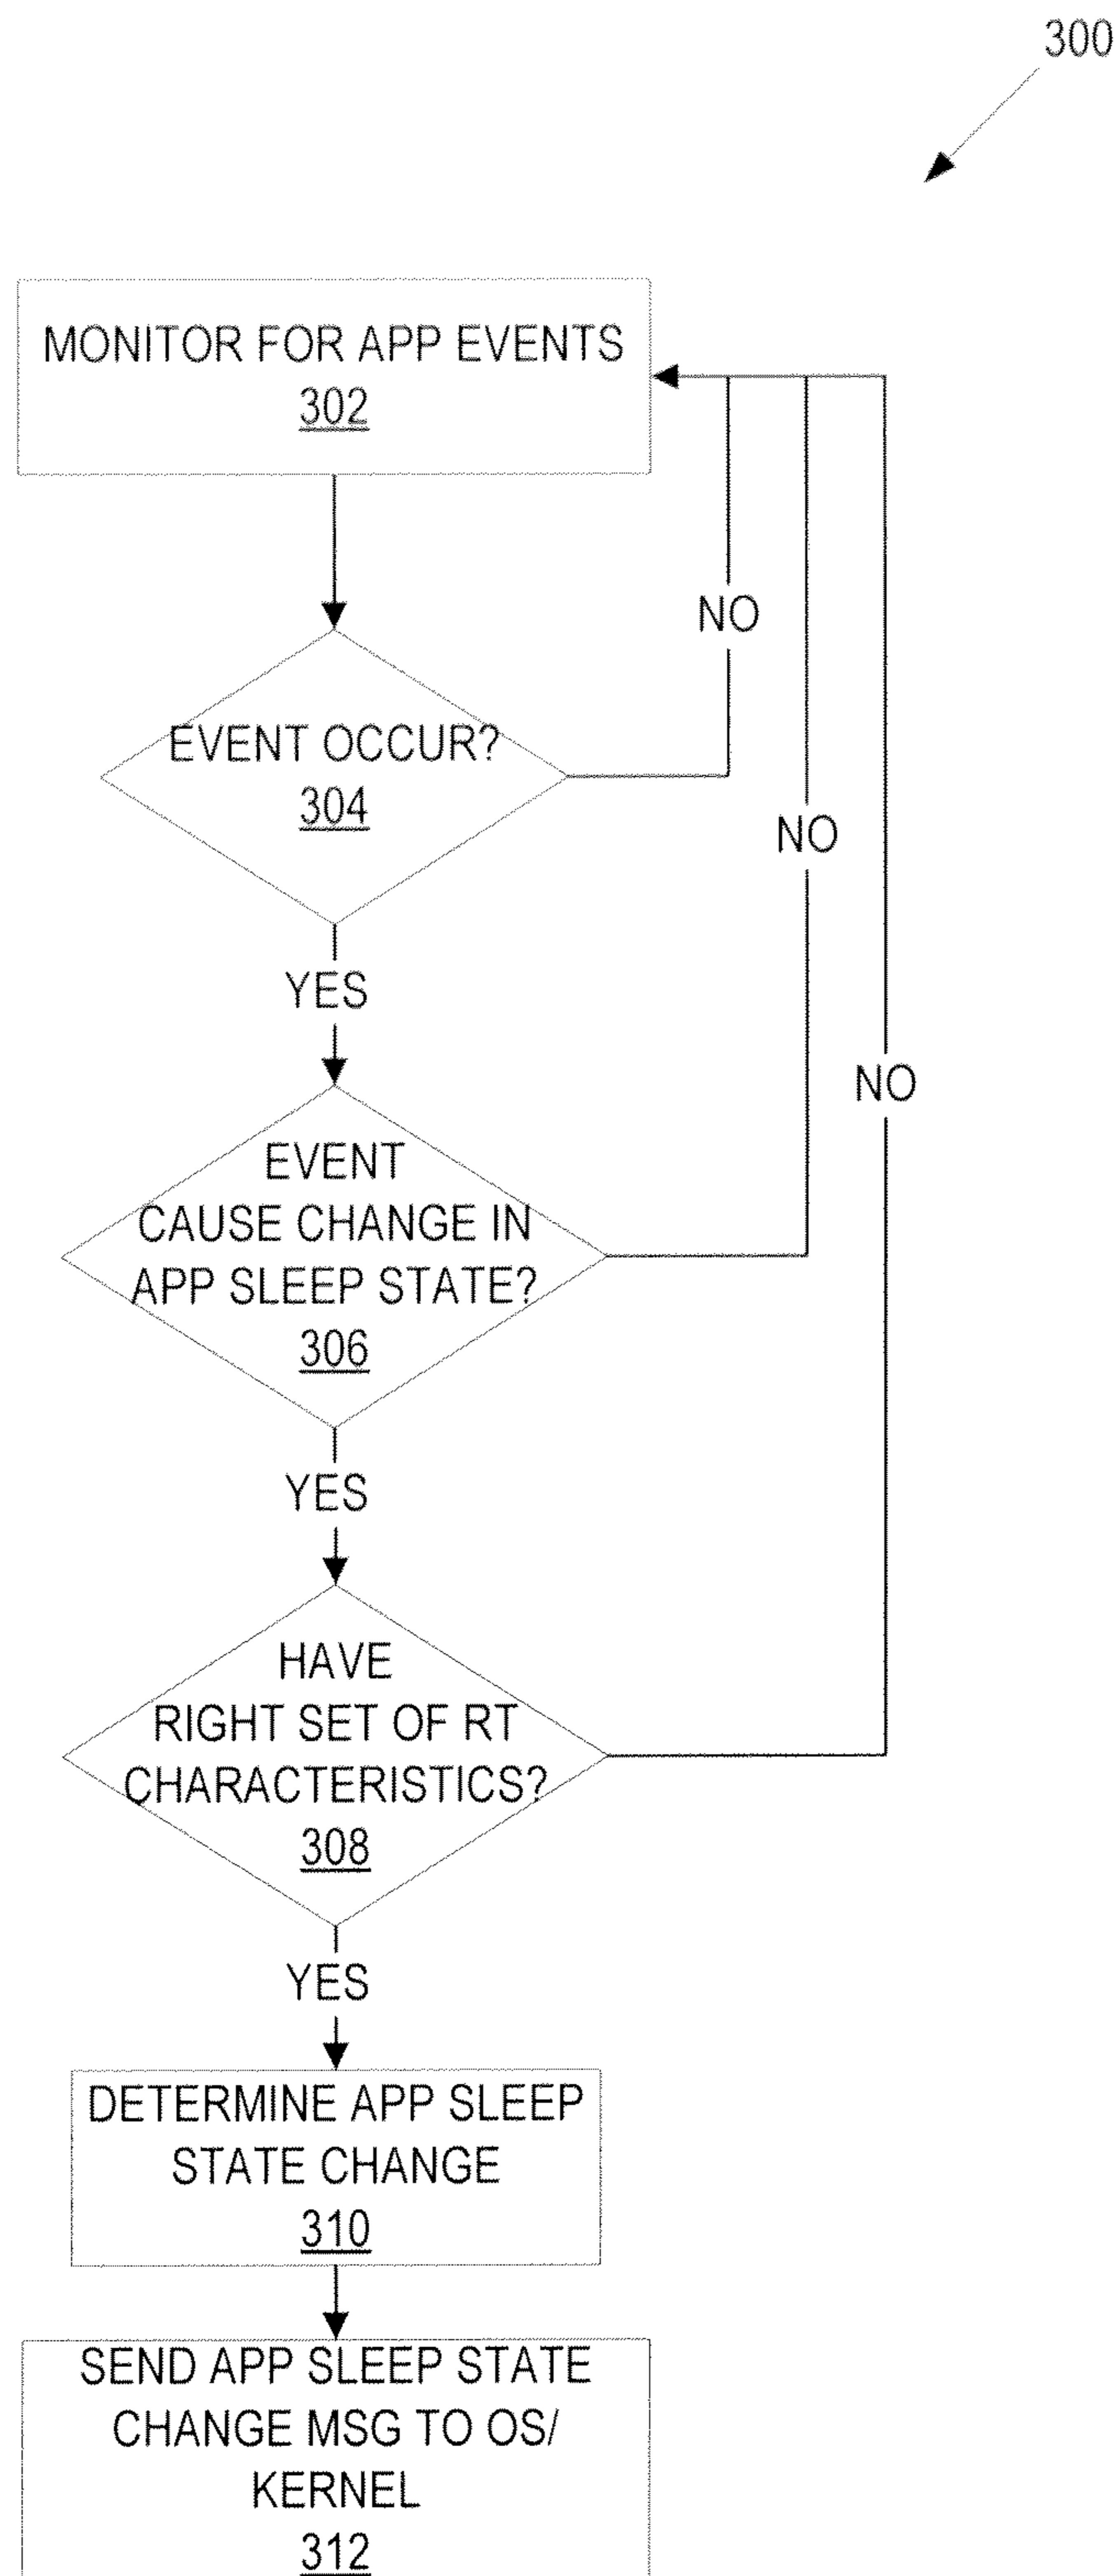 300
MONITOR FOR APP EVENTS
302
NO
EVENT OCCUR?
304
NO
YES
NO
EVENT
CAUSE CHANGE IN
APP SLEEP STATE?
306
YES
HAVE
RIGHT SET OF RT
CHARACTERISTICS?
308
YES
DETERMINE APP SLEEP
STATE CHANGE
310
SEND APP SLEEP STATE
CHANGE MSG TO OS/
KERNEL
312